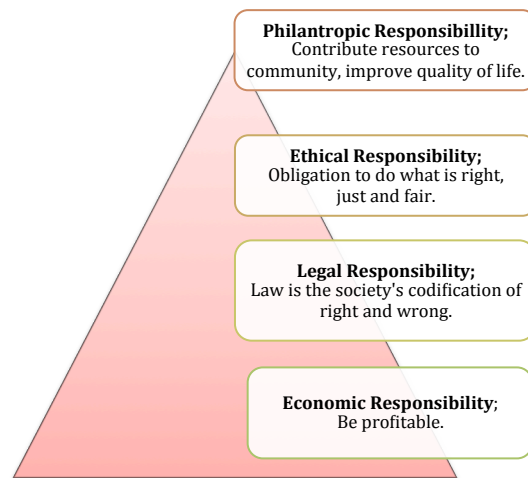 Philantropic Responsibillity;
Contribute resources to
community, improve quality of life.
Ethical Responsibility;
Obligation to do what is right,
just and fair.
Legal Responsibility;
Law is the society's codification of
right and wrong.
Economic Responsibility;
Be profitable.